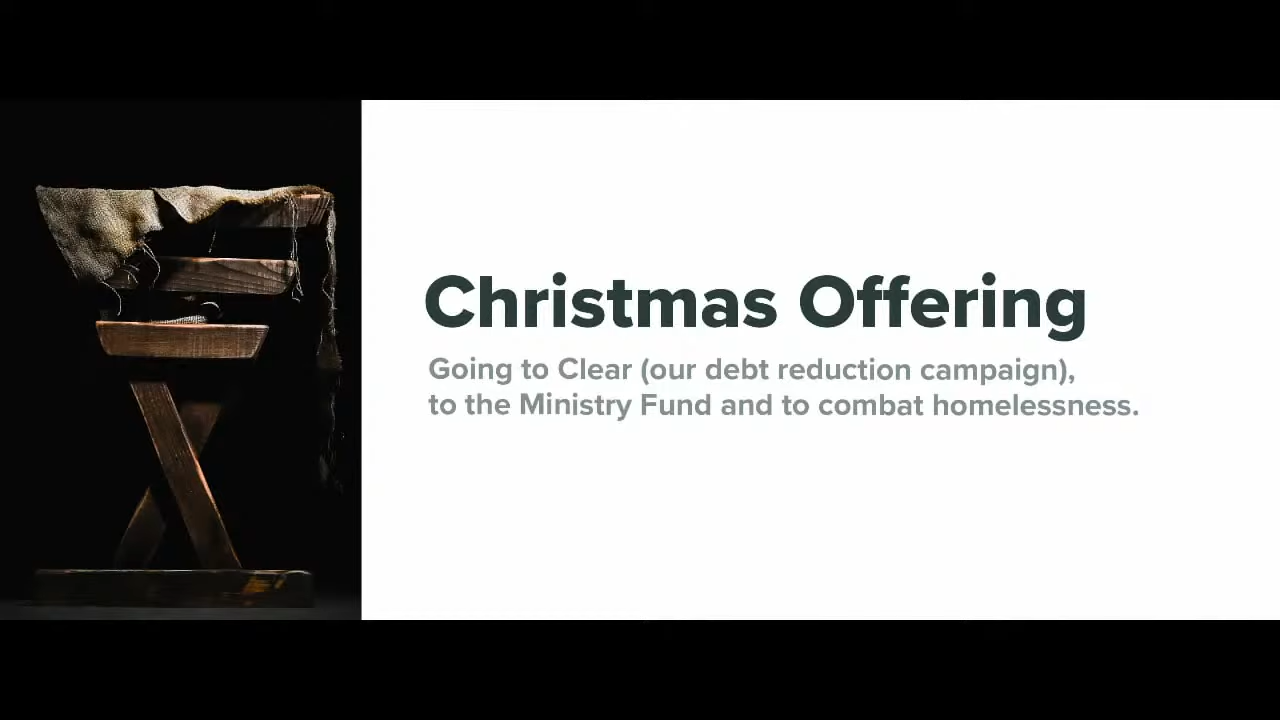 Christmas Offering
Going to Clear (our debt reduction campaign),
to the Ministry Fund and to combat homelessness.